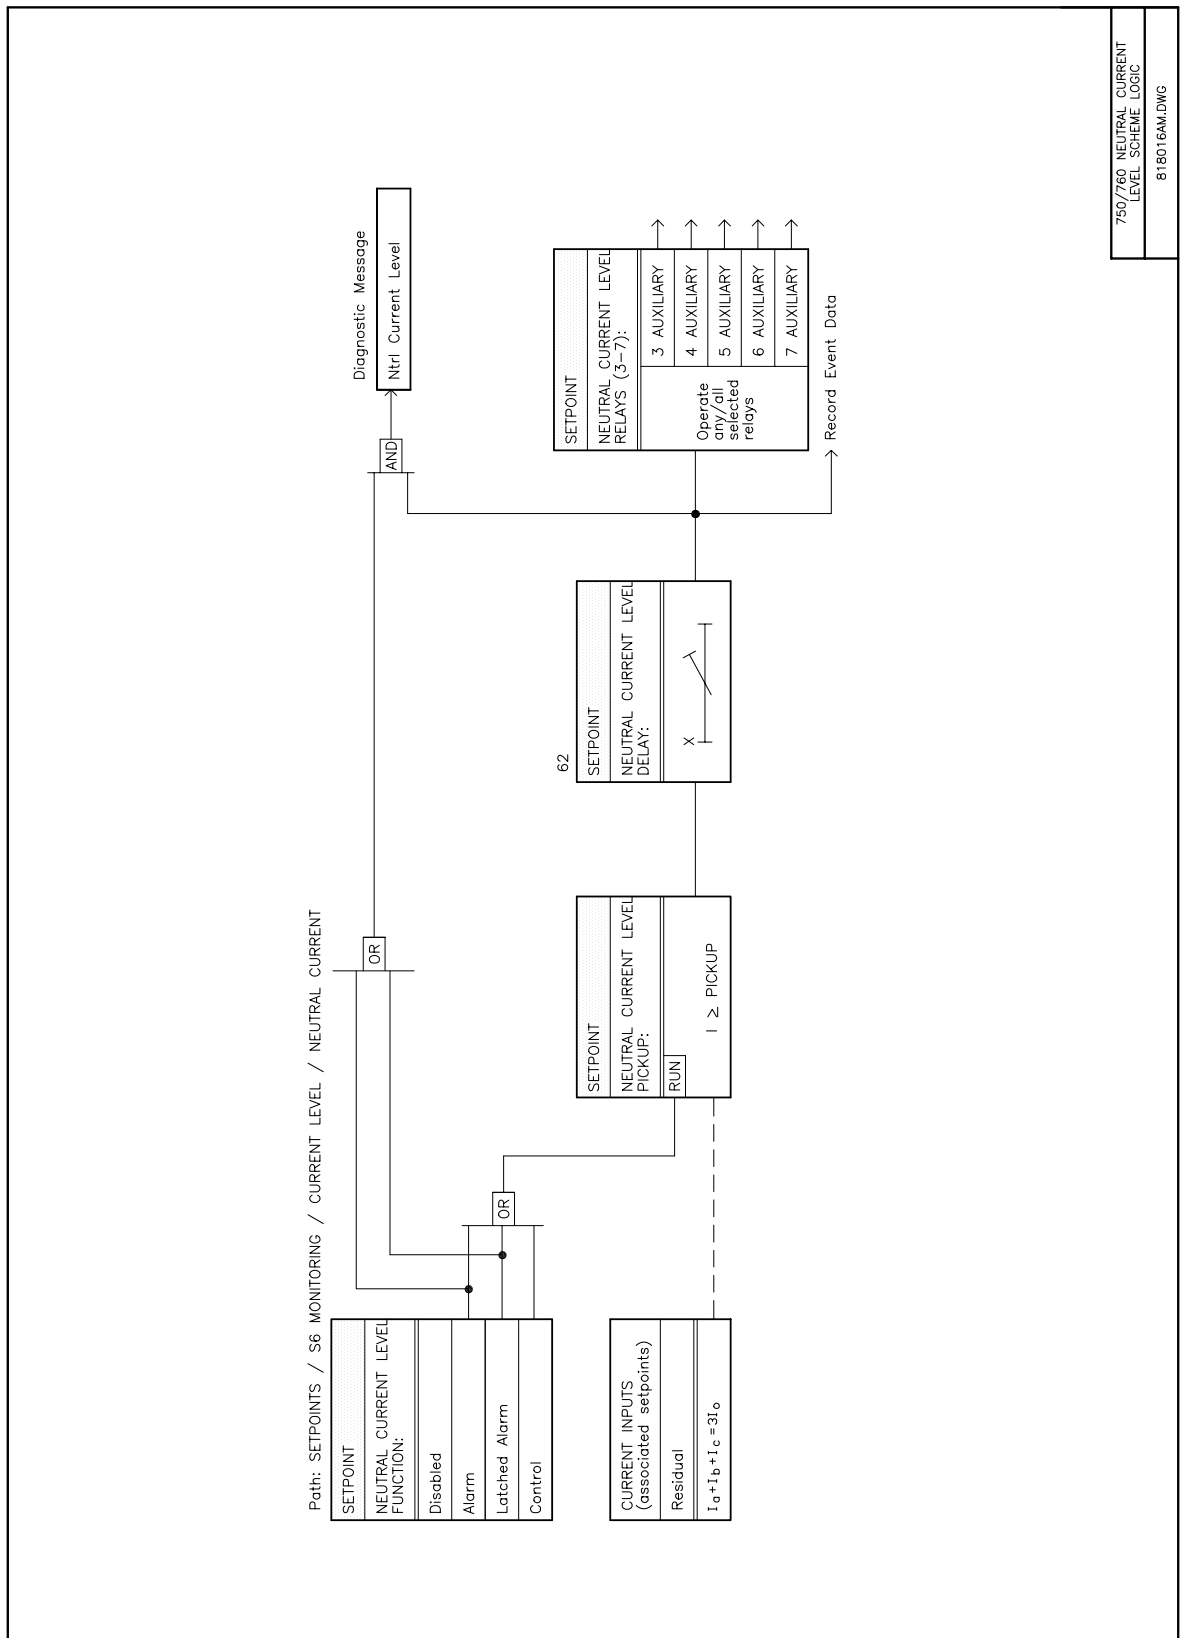 Path: SETPOINTS / S6 MONITORING / CURRENT LEVEL / NEUTRAL CURRENT
SETPOINT
NEUTRAL CURRENT LEVEL
FUNCTION:
Disabled
Alarm
Latched Alarm
Control
OR
OR
CURRENT INPUTS
(associated setpoints)
Residual
Ia+Ib+Ic=3Io
SETPOINT
NEUTRAL CURRENT LEVEL
PICKUP:
RUN
I ≥ PICKUP
62
SETPOINT
NEUTRAL CURRENT LEVEL
DELAY:
X
AND
Diagnostic Message
Ntrl Current Level
SETPOINT
NEUTRAL CURRENT LEVEL
RELAYS (3-7):
Operate
any/all
selected
relays
3 AUXILIARY
4 AUXILIARY
5 AUXILIARY
6 AUXILIARY
7 AUXILIARY
Record Event Data
750/760 NEUTRAL CURRENT
LEVEL SCHEME LOGIC
818016AM.DWG